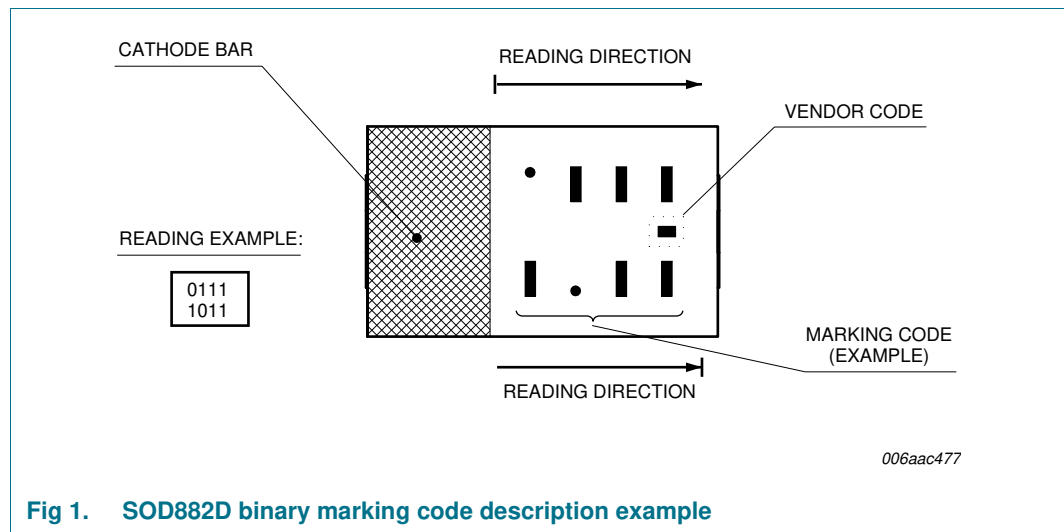 CATHODE BAR
READING DIRECTION
VENDOR CODE
READING EXAMPLE:
0111
1011
MARKING CODE
(EXAMPLE)
READING DIRECTION
006aac477
Fig 1. SOD882D binary marking code description example